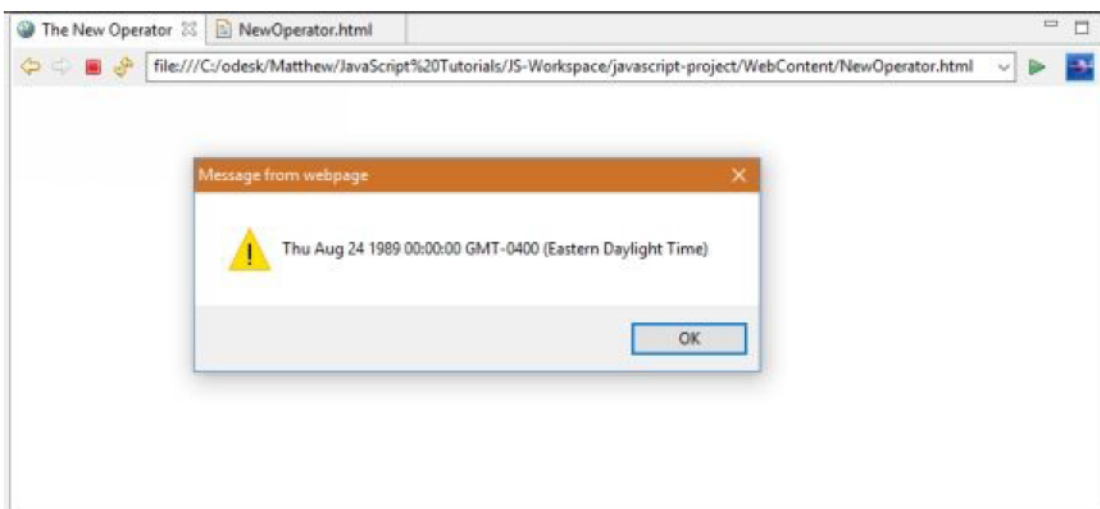 The New Operator NewOperator.html
file:///C:/odesk/Matthew/JavaScript%20Tutorials/JS-Workspace/javascript-project/WebContent/NewOperator.html
Message from webpage
Thu Aug 24 1989 00:00:00 GMT-0400 (Eastern Daylight Time)
OK